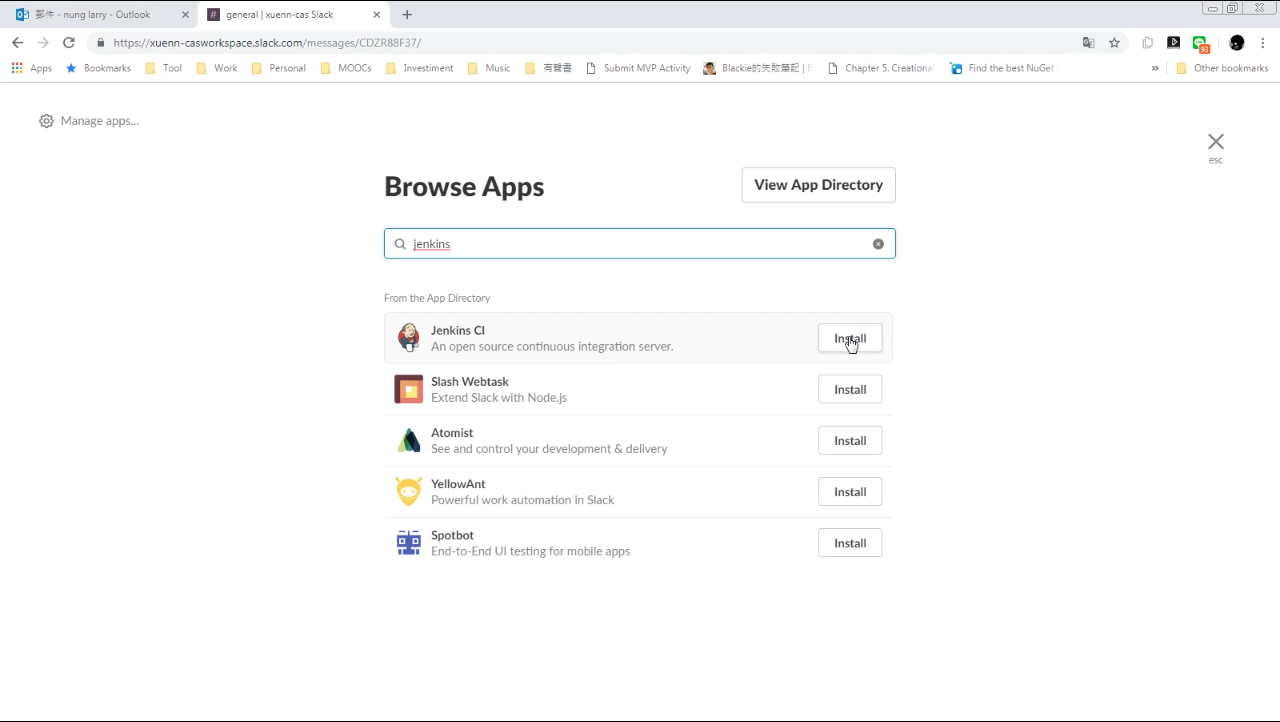 郵件 - nung larry - Outlook
general | xuenn-cas Slack
https://xuenn-casworkspace.slack.com/messages/CDZR88F37/
93
Apps Bookmarks Tool Work Personal MOOCs Investiment Music 有聲書 Submit MVP Activity Blackie的失敗筆記 | Chapter 5. Creationa Find the best NuGet » Other bookmarks
Manage apps...
esc
Browse Apps
View App Directory
jenkins
From the App Directory
Jenkins CI
An open source continuous integration server.
Install
Slash Webtask
Extend Slack with Node.js
Install
Atomist
See and control your development & delivery
Install
YellowAnt
Powerful work automation in Slack
Install
Spotbot
End-to-End UI testing for mobile apps
Install